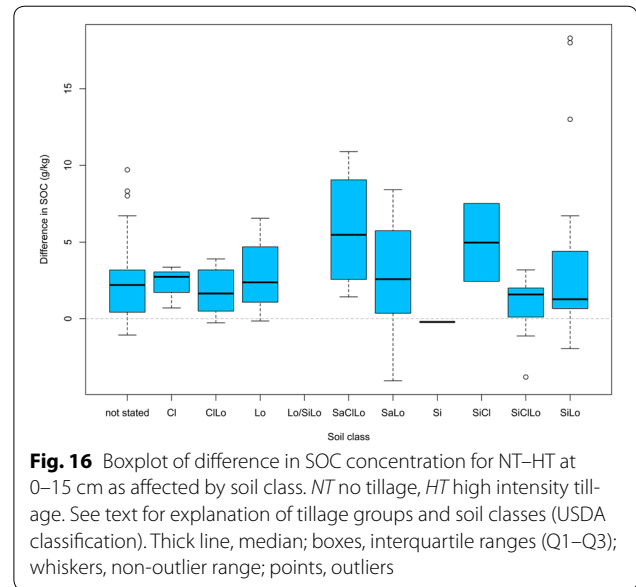 15
10
5
0
Difference in SOC (g/kg)
not stated Cl ClLo Lo Lo/SiLo SaClLo SaLo Si SiCl SiClLo SiLo
Soil class
Fig. 16 Boxplot of difference in SOC concentration for NT–HT at
0–15 cm as affected by soil class. NT no tillage, HT high intensity till-
age. See text for explanation of tillage groups and soil classes (USDA
classification). Thick line, median; boxes, interquartile ranges (Q1–Q3);
whiskers, non-outlier range; points, outliers